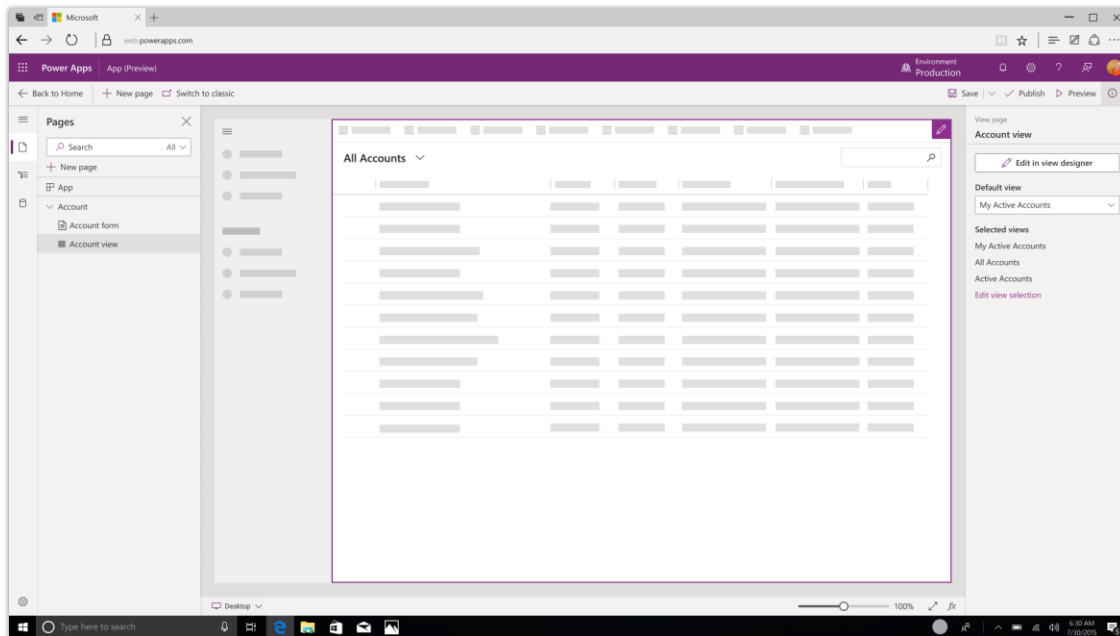 Microsoft
web.powerapps.com
Power Apps App (Preview)
Environment
Production
Back to Home New page Switch to classic Save Publish Preview
Pages
Search All
New page
App
Account
Account form
Account view
All Accounts
View page
Account view
Edit in view designer
Default view
My Active Accounts
Selected views
My Active Accounts
All Accounts
Active Accounts
Edit view selection
Desktop 100% fx
Type here to search
6:30 AM
7/30/2015